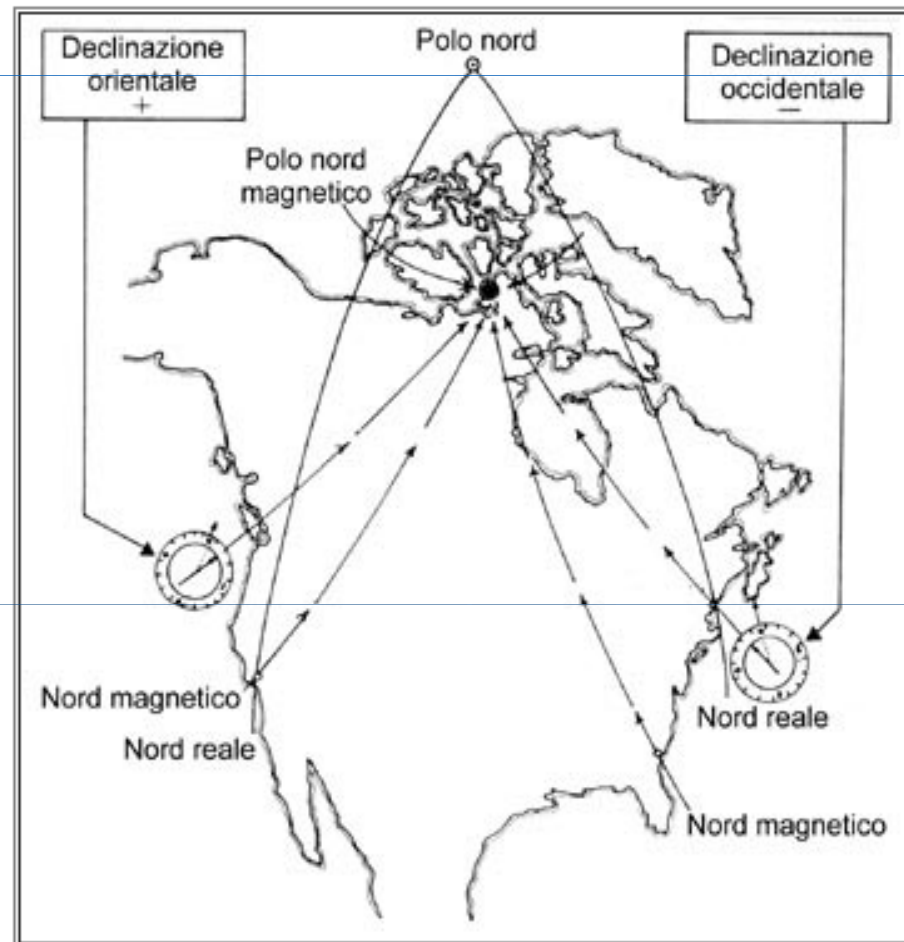 Declinazione
orientale
+
Polo nord
Declinazione
occidentale
—
Polo nord
magnetico
Nord magnetico
Nord reale
Nord reale
Nord magnetico